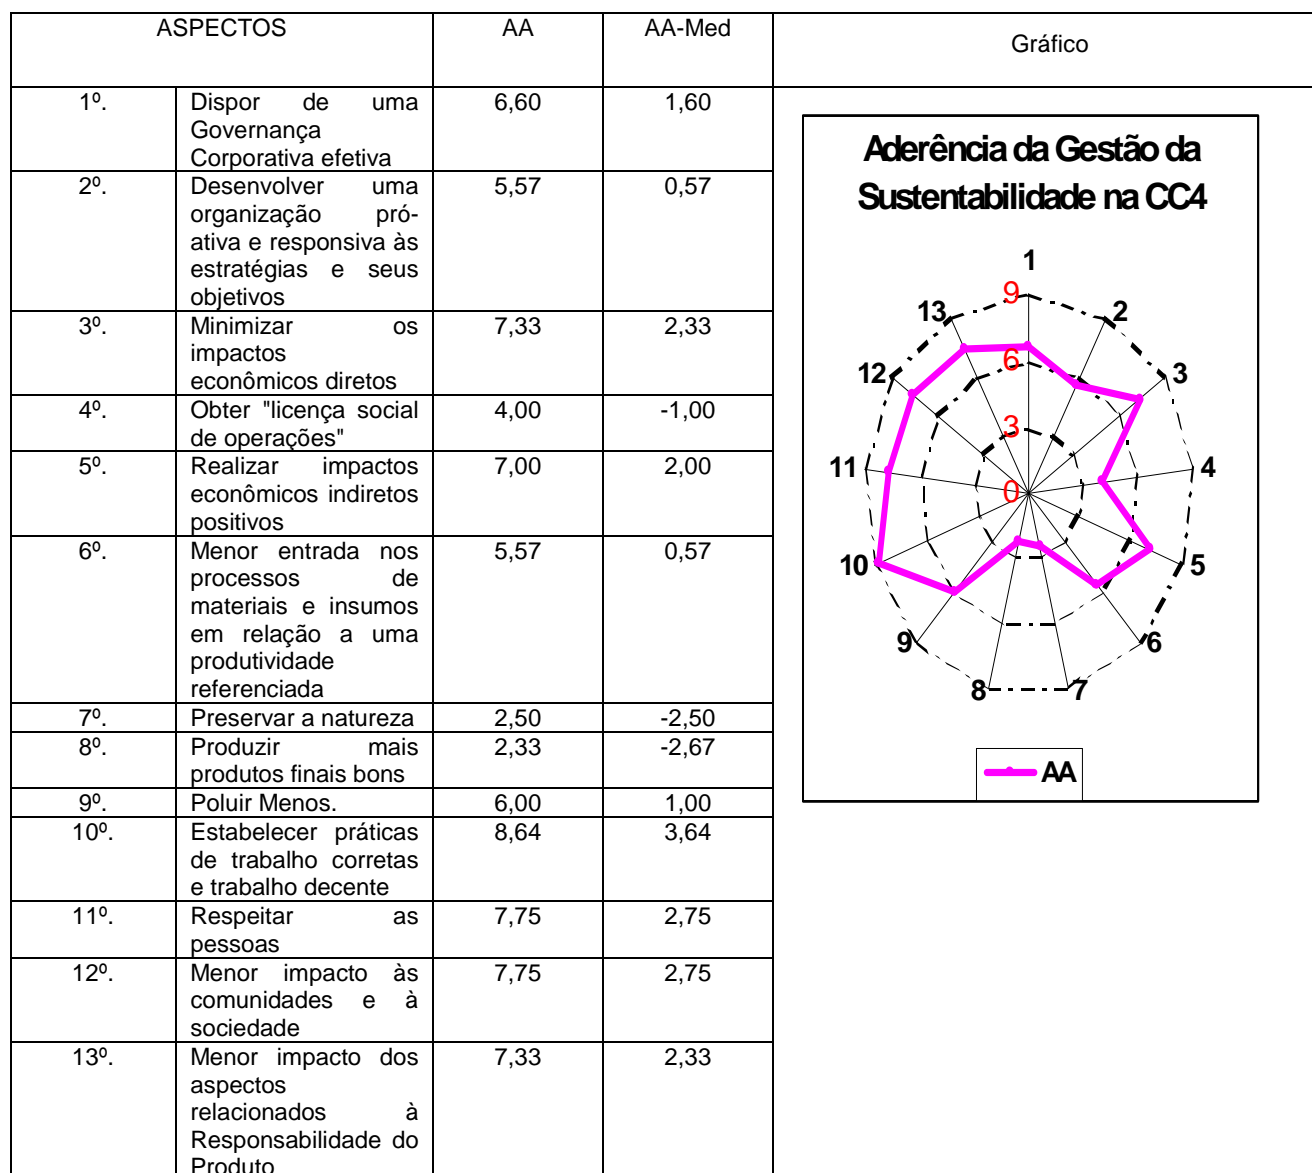 ASPECTOS AA AA-Med Gráfico
1º. Dispor de uma 6,60 1,60
Governança
Corporativa efetiva
2º. Desenvolver uma 5,57 0,57
organização pró-
ativa e responsiva às
estratégias e seus
objetivos
3º. Minimizar os 7,33 2,33
impactos
econômicos diretos
4º. Obter "licença social 4,00 -1,00
de operações"
5º. Realizar impactos 7,00 2,00
econômicos indiretos
positivos
6º. Menor entrada nos 5,57 0,57
processos de
materiais e insumos
em relação a uma
produtividade
referenciada
7º. Preservar a natureza 2,50 -2,50
8º. Produzir mais 2,33 -2,67
produtos finais bons
9º. Poluir Menos. 6,00 1,00
10º. Estabelecer práticas 8,64 3,64
de trabalho corretas
e trabalho decente
11º. Respeitar as 7,75 2,75
pessoas
12º. Menor impacto às 7,75 2,75
comunidades e à
sociedade
13º. Menor impacto dos 7,33 2,33
aspectos
relacionados à
Responsabilidade do
Produto
Aderência da Gestão da
Sustentabilidade na CC4
1
9
13 2
6
12 3
3
11 4
0
10 5
9 6
8 7
AA